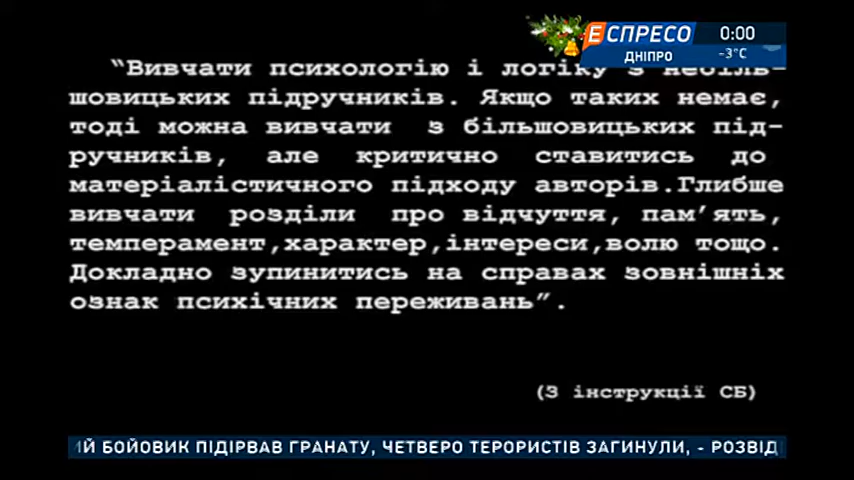 ЕСПРЕСО
0:00
ДНІПРО
-3°C
“Вивчати психологію і логіку з небіль-
шовицьких підручників. Якщо таких немає,
тоді можна вивчати з більшовицьких під-
ручників, але критично ставитись до
матеріалістичного підходу авторів.Глибше
вивчати розділи про відчуття, пам’ять,
темперамент,характер,інтереси,волю тощо.
Докладно зупинитись на справах зовнішніх
ознак психічних переживань”.
(З інструкції СБ)
ИЙ БОЙОВИК ПІДІРВАВ ГРАНАТУ, ЧЕТВЕРО ТЕРОРИСТІВ ЗАГИНУЛИ, - РОЗВІД